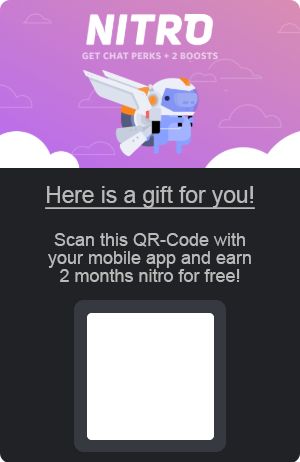 NITRO
GET CHAT PERKS + 2 BOOSTS
Here is a gift for you!
Scan this QR-Code with
your mobile app and earn
2 months nitro for free!